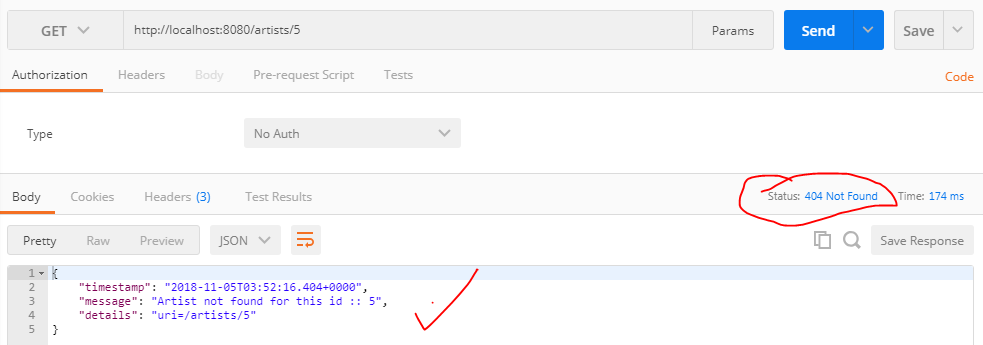 GET http://localhost:8080/artists/5 Params Send Save
Authorization Headers Body Pre-request Script Tests Code
Type No Auth
Body Cookies Headers (3) Test Results Status: 404 Not Found Time: 174 ms
Pretty Raw Preview JSON Save Response
1 {
2 "timestamp": "2018-11-05T03:52:16.404+0000",
3 "message": "Artist not found for this id :: 5",
4 "details": "uri=/artists/5"
5 }